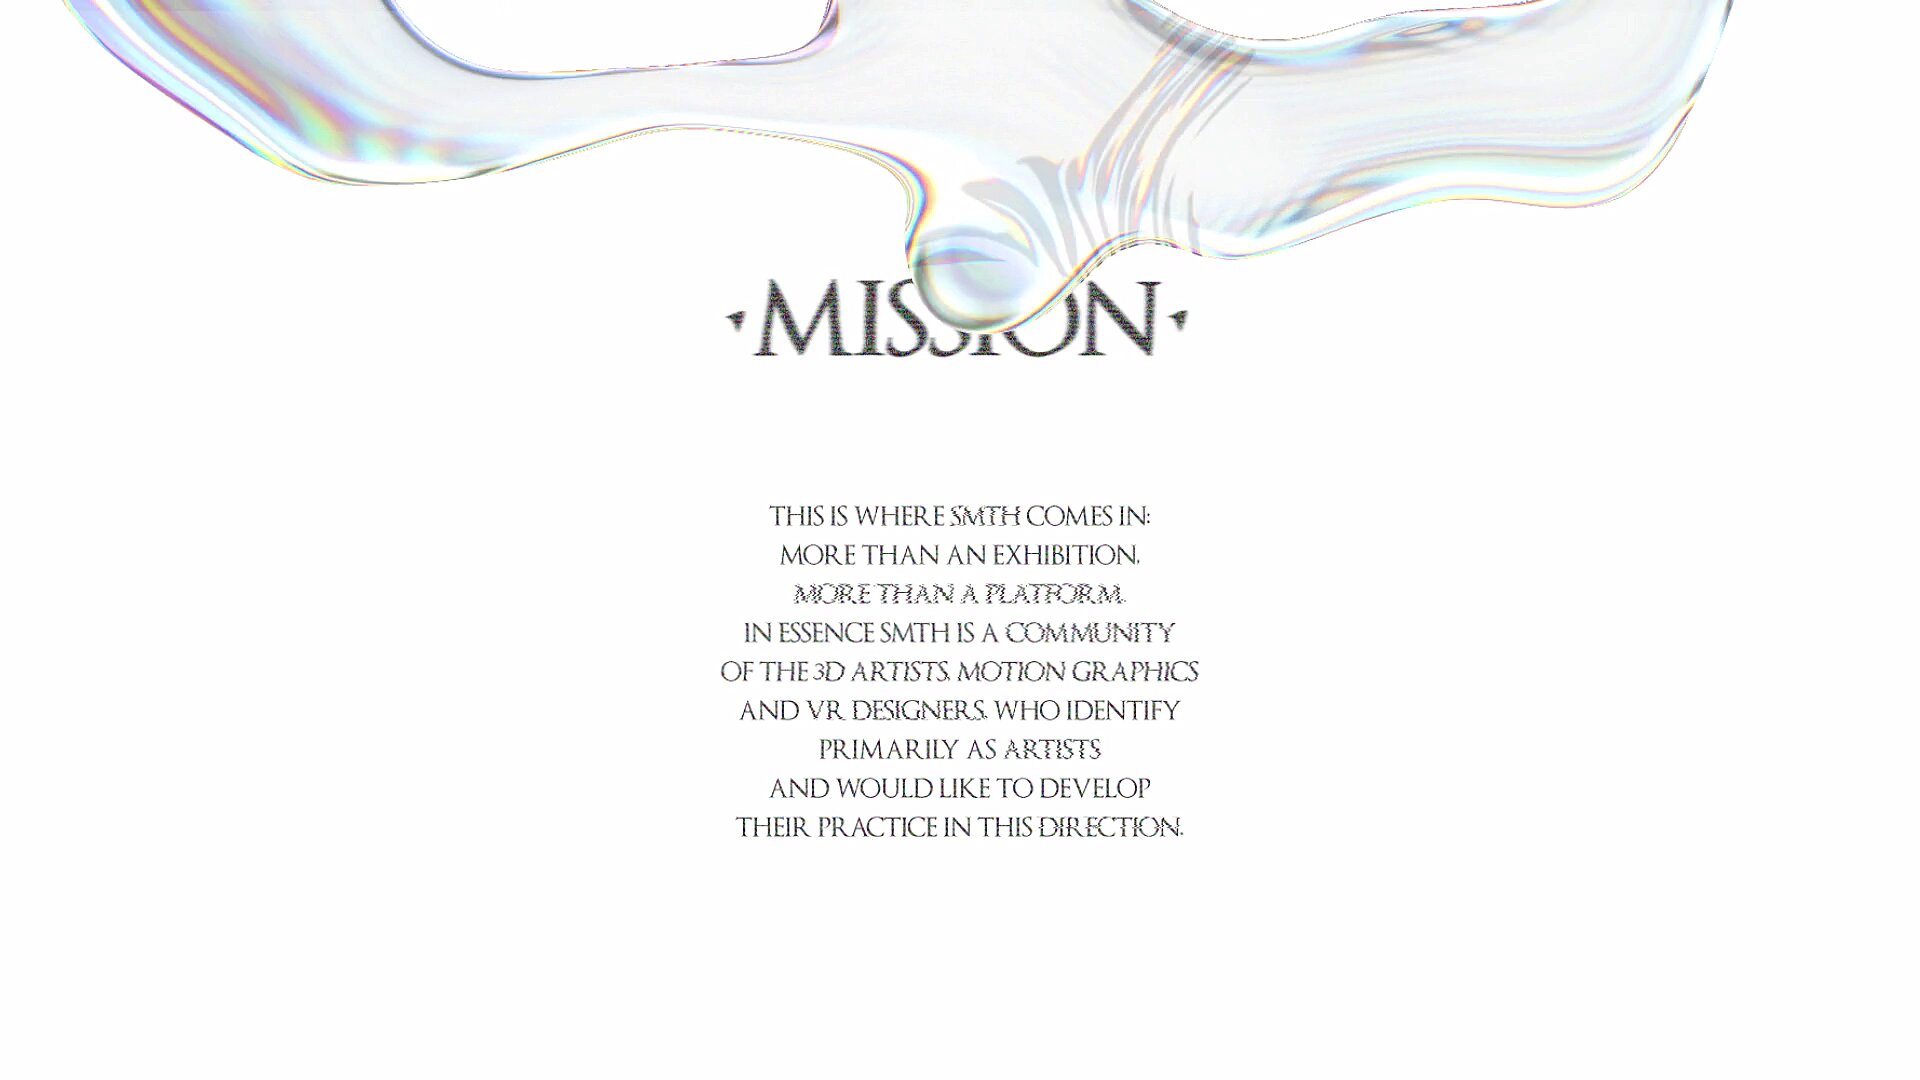 MISSION
THIS IS WHERE SMTH COMES IN:
MORE THAN AN EXHIBITION,
MORE THAN A PLATFORM.
IN ESSENCE SMTH IS A COMMUNITY
OF THE 3D ARTISTS, MOTION GRAPHICS
AND VR DESIGNERS, WHO IDENTIFY
PRIMARILY AS ARTISTS
AND WOULD LIKE TO DEVELOP
THEIR PRACTICE IN THIS DIRECTION.